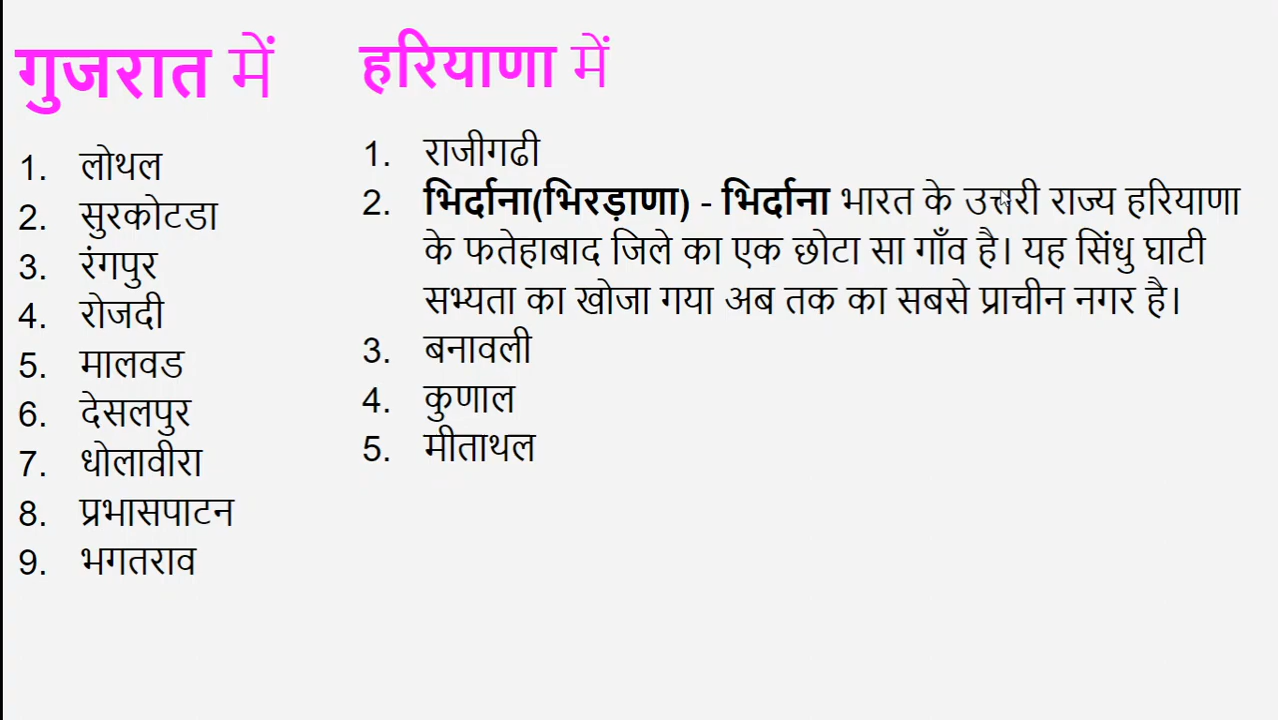 गुजरात में
1. लोथल
2. सुरकोटडा
3. रंगपुर
4. रोजदी
5. मालवड
6. देसलपुर
7. धोलावीरा
8. प्रभासपाटन
9. भगतराव
हरियाणा में
1. राजीगढी
2. भिर्दाना(भिरड़ाणा) - भिर्दाना भारत के उत्तरी राज्य हरियाणा
के फतेहाबाद जिले का एक छोटा सा गाँव है। यह सिंधु घाटी
सभ्यता का खोजा गया अब तक का सबसे प्राचीन नगर है।
3. बनावली
4. कुणाल
5. मीताथल